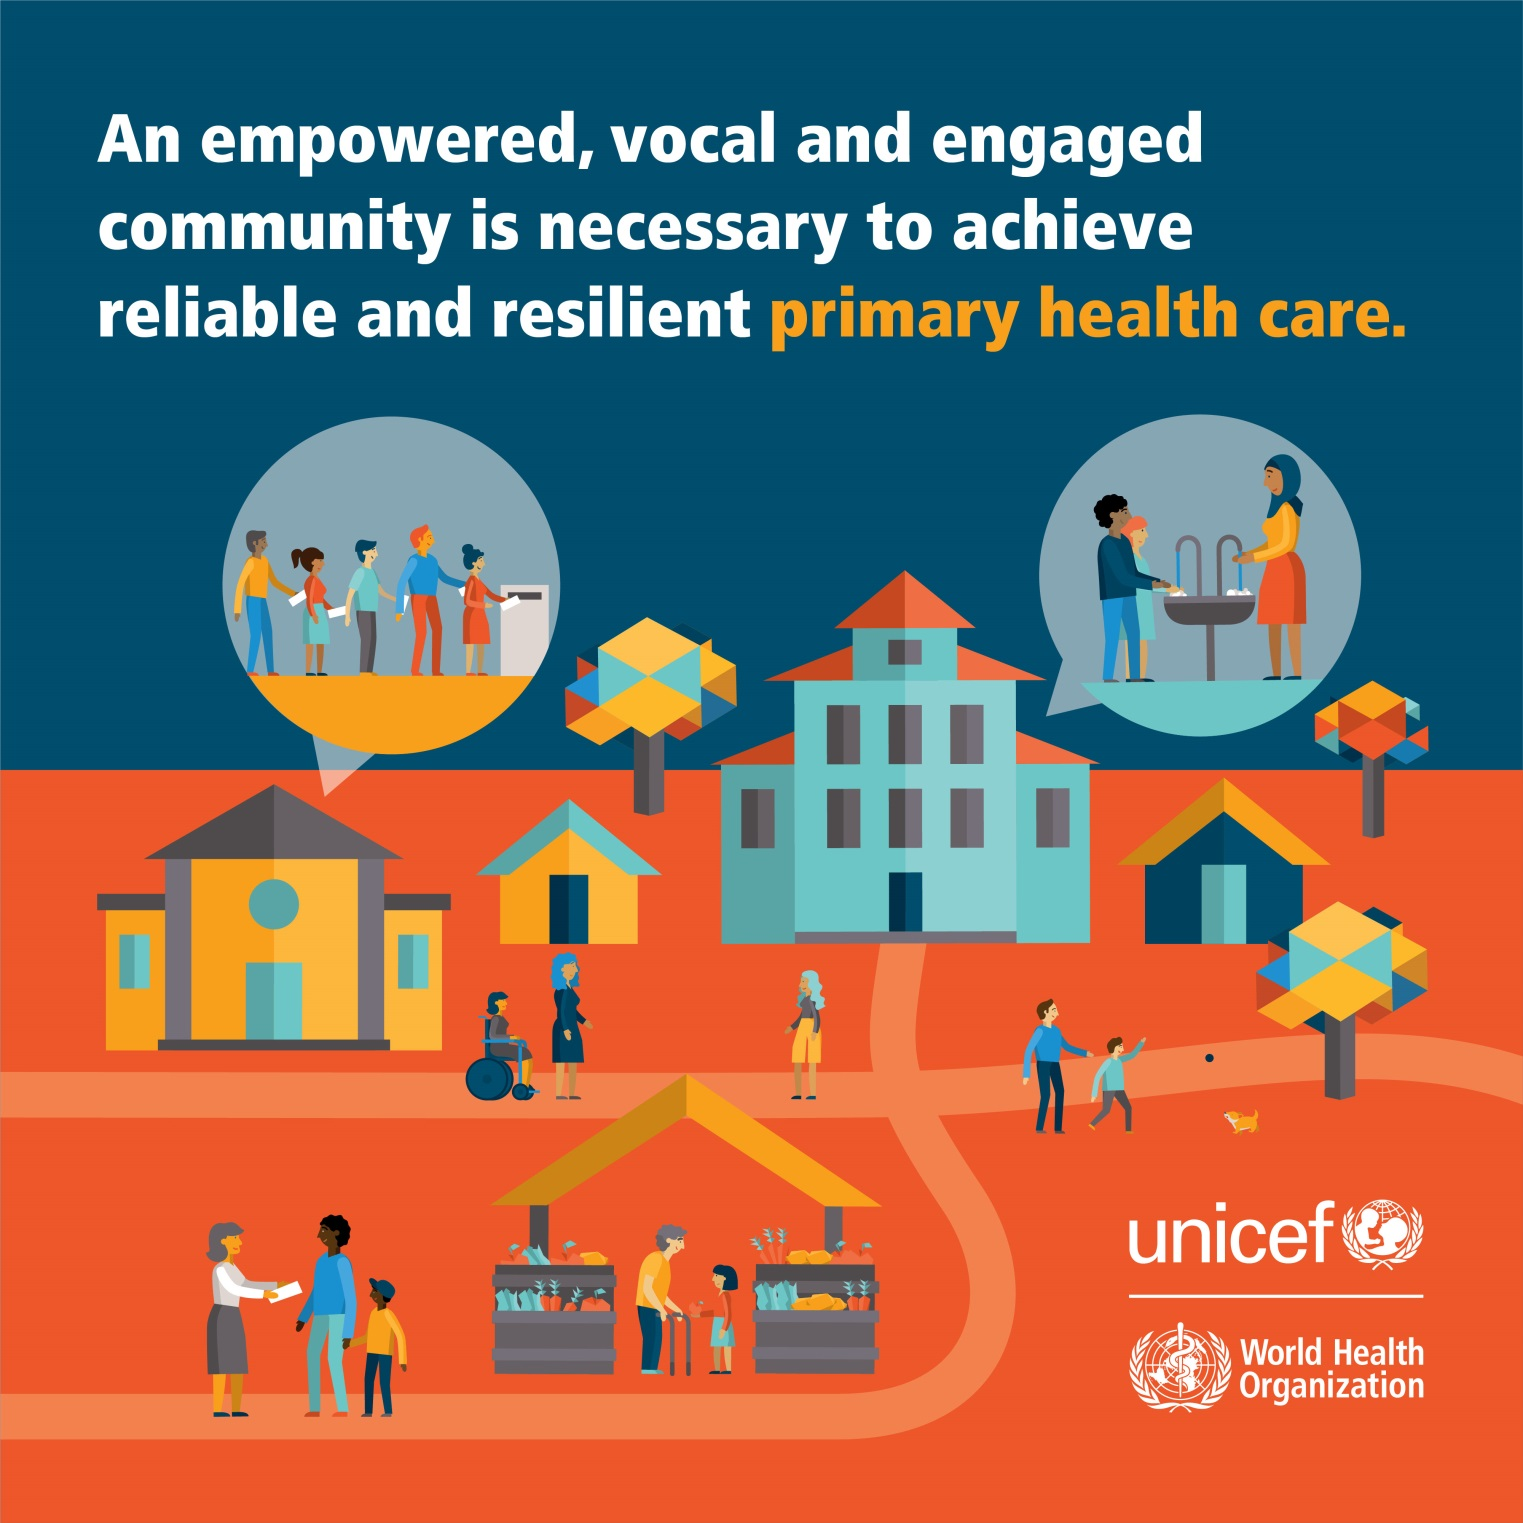 An empowered, vocal and engaged
community is necessary to achieve
reliable and resilient primary health care.
unicef
World Health
Organization